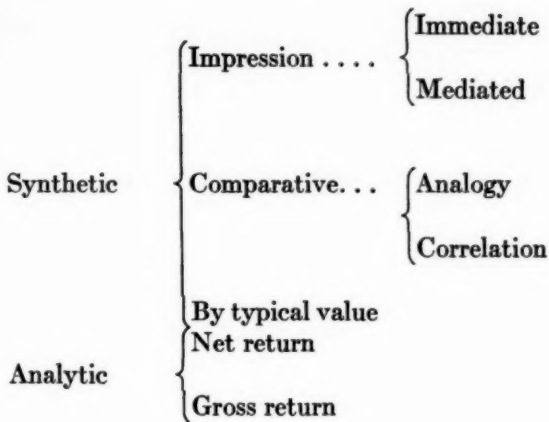 Immediate
Impression ....
Mediated
Synthetic
Comparative...
Analogy
Correlation
By typical value
Net return
Analytic
Gross return